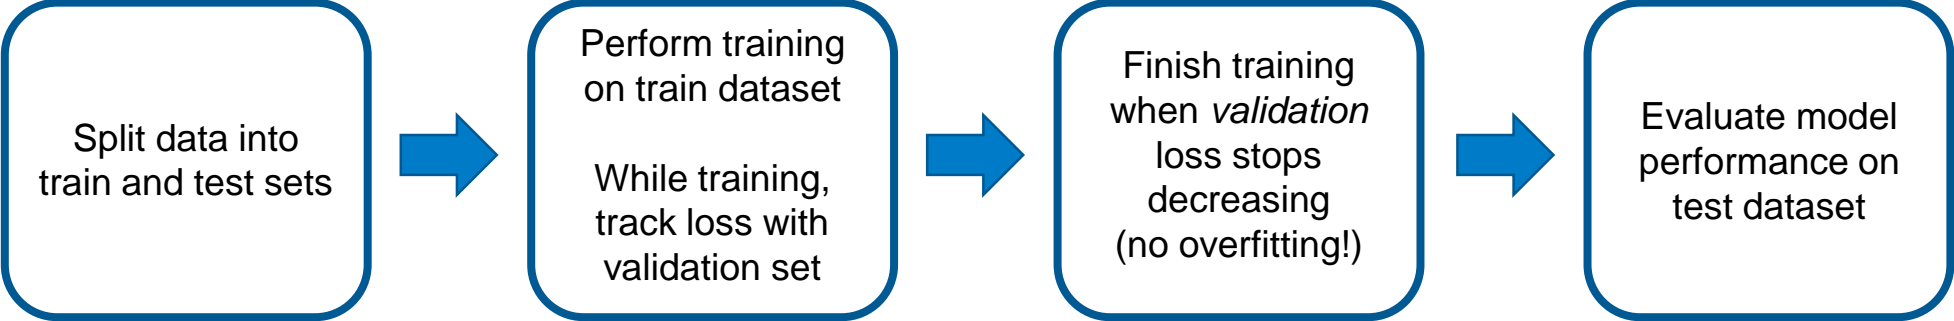 Split data into
train and test sets
Perform training
on train dataset
While training,
track loss with
validation set
Finish training
when validation
loss stops
decreasing
(no overfitting!)
Evaluate model
performance on
test dataset